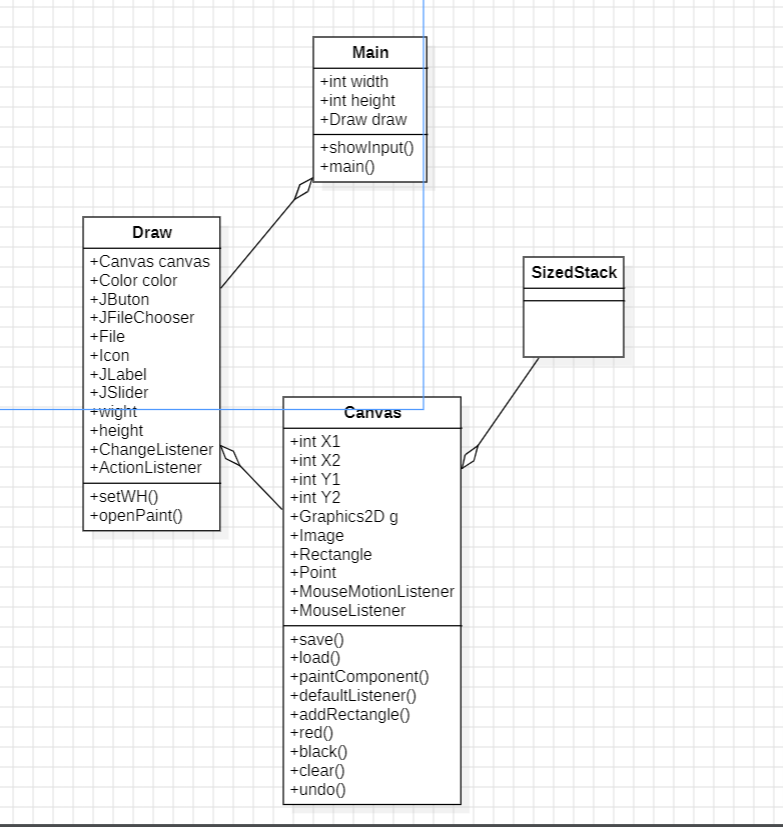 Main
+int width
+int height
+Draw draw
+showInput()
+main()
Draw
+Canvas canvas
+Color color
+JButon
+JFileChooser
+File
+Icon
+JLabel
+JSlider
+wight
+height
+ChangeListener
+ActionListener
+setWH()
+openPaint()
SizedStack
Canvas
+int X1
+int X2
+int Y1
+int Y2
+Graphics2D g
+Image
+Rectangle
+Point
+MouseMotionListener
+MouseListener
+save()
+load()
+paintComponent()
+defaultListener()
+addRectangle()
+red()
+black()
+clear()
+undo()